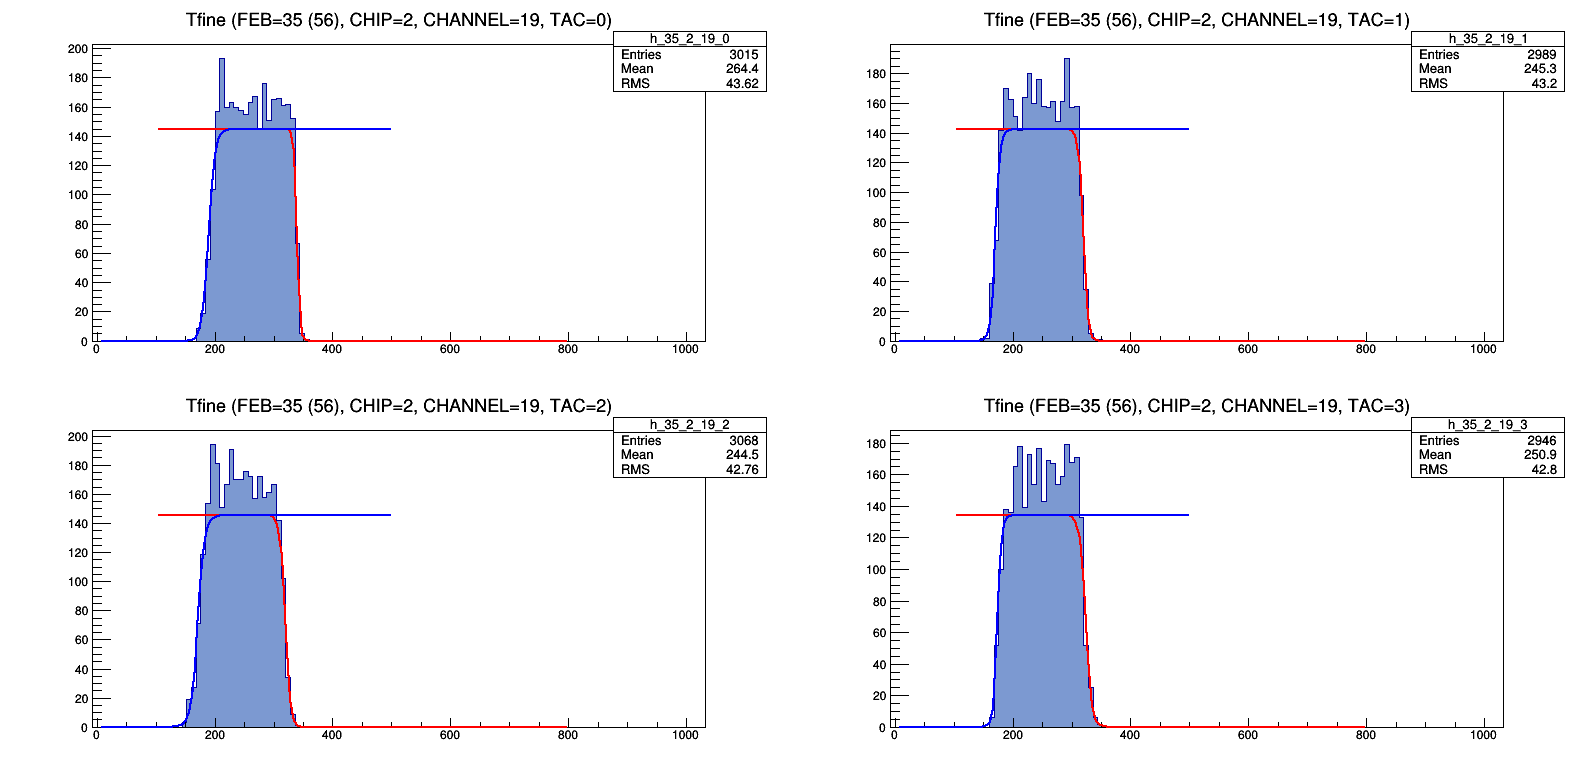 Tfine (FEB=35 (56), CHIP=2, CHANNEL=19, TAC=0)
h_35_2_19_0
Entries 3015
Mean 264.4
RMS 43.62
200
180
160
140
120
100
80
60
40
20
0
0 200 400 600 800 1000
Tfine (FEB=35 (56), CHIP=2, CHANNEL=19, TAC=1)
h_35_2_19_1
Entries 2989
Mean 245.3
RMS 43.2
180
160
140
120
100
80
60
40
20
0
0 200 400 600 800 1000
Tfine (FEB=35 (56), CHIP=2, CHANNEL=19, TAC=2)
h_35_2_19_2
Entries 3068
Mean 244.5
RMS 42.76
200
180
160
140
120
100
80
60
40
20
0
0 200 400 600 800 1000
Tfine (FEB=35 (56), CHIP=2, CHANNEL=19, TAC=3)
h_35_2_19_3
Entries 2946
Mean 250.9
RMS 42.8
180
160
140
120
100
80
60
40
20
0
0 200 400 600 800 1000